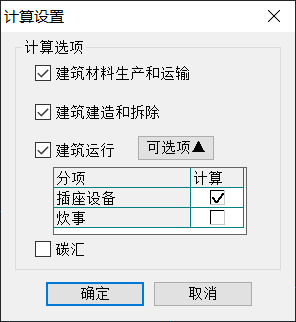 计算设置
计算选项
建筑材料生产和运输
建筑建造和拆除
建筑运行 可选项▲
分项 计算
插座设备
炊事
碳汇
确定 取消